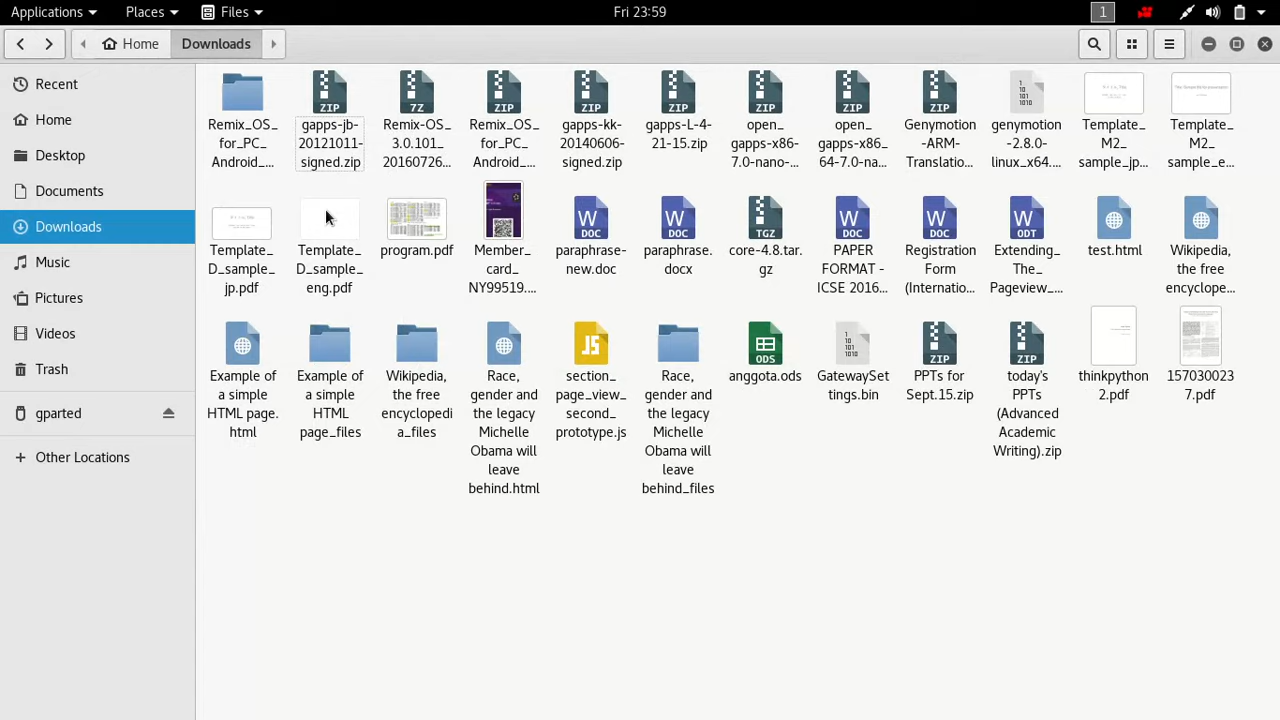 Applications Places Files Fri 23:59 1
Home Downloads
Recent
Home
Desktop
Documents
Downloads
Music
Pictures
Videos
Trash
gparted
Other Locations
ZIP 7Z ZIP ZIP ZIP ZIP ZIP ZIP 1 10 101 1010
Remix_OS_ gapps-jb- Remix-OS_ Remix_OS_ gapps-kk- gapps-L-4- open_ open_ Genymotion genymotion Template_ Template_
for_PC_ 20121011- 3.0.101_ for_PC_ 20140606- 21-15.zip gapps-x86- gapps-x86_ -ARM- -2.8.0- M2_ M2_
Android_... signed.zip 20160726... Android_... signed.zip 7.0-nano-... 64-7.0-na... Translatio... linux_x64.... sample_jp... sample_e...
W DOC W DOC TGZ W DOC W DOC W ODT
Template_ Template_ program.pdf Member_ paraphrase- paraphrase. core-4.8.tar. PAPER Registration Extending_ test.html Wikipedia,
D_sample_ D_sample_ card_ new.doc docx gz FORMAT - Form The_ the free
jp.pdf eng.pdf NY99519.... ICSE 2016... (Internatio... Pageview_... encyclope...
JS ODS 1 10 101 1010 ZIP ZIP
Example of Example of Wikipedia, Race, section_ Race, anggota.ods GatewaySet PPTs for today's thinkpython 157030023
a simple a simple the free gender and page_view_ gender and tings.bin Sept.15.zip PPTs 2.pdf 7.pdf
HTML page. HTML encyclopedi the legacy second_ the legacy (Advanced
html page_files a_files Michelle prototype.js Michelle Academic
Obama will Obama will Writing).zip
leave leave
behind.html behind_files